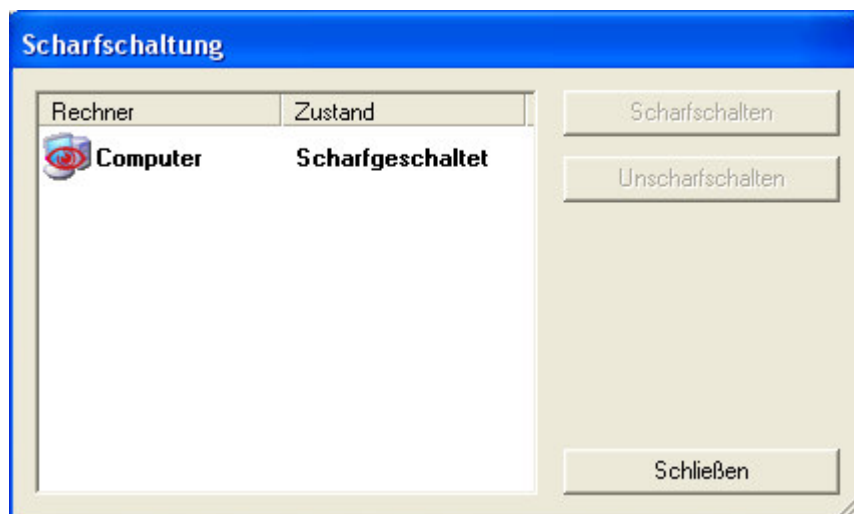 Scharfschaltung
Rechner Zustand
Computer Scharfgeschaltet
Scharfschalten
Unscharfschalten
Schließen